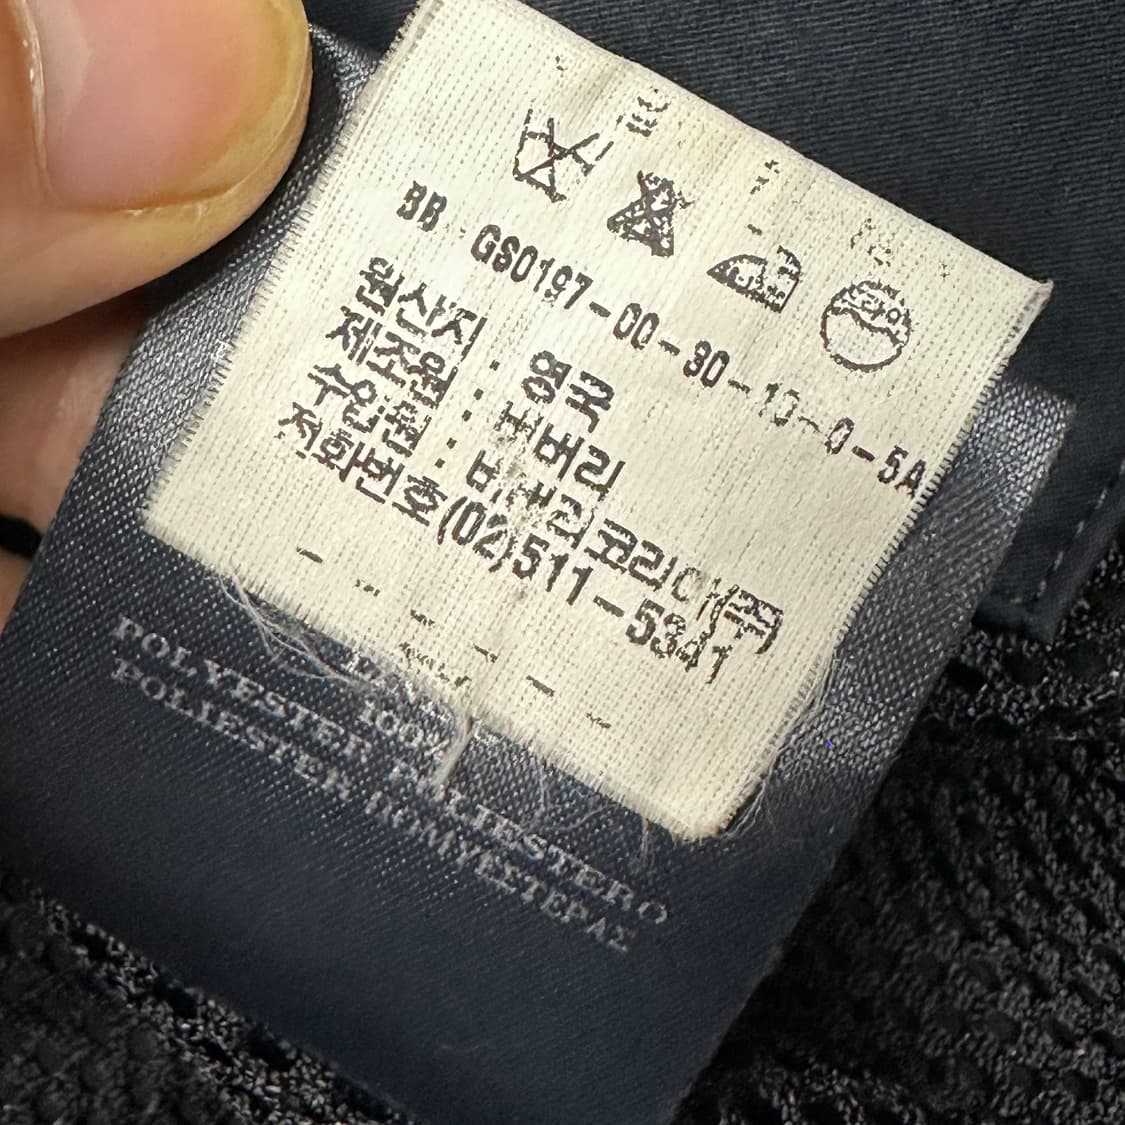 BB GS0197-00-30-10-0-5A
원산지 : 영국
제조원 : 버버리
수입원 : 버버리코리아(주)
전화번호(02)511-5341
100%
POLYESTER POLIESTERO
POLIESTER ΠΟΛΥΕΣΤΕΡΑΣ